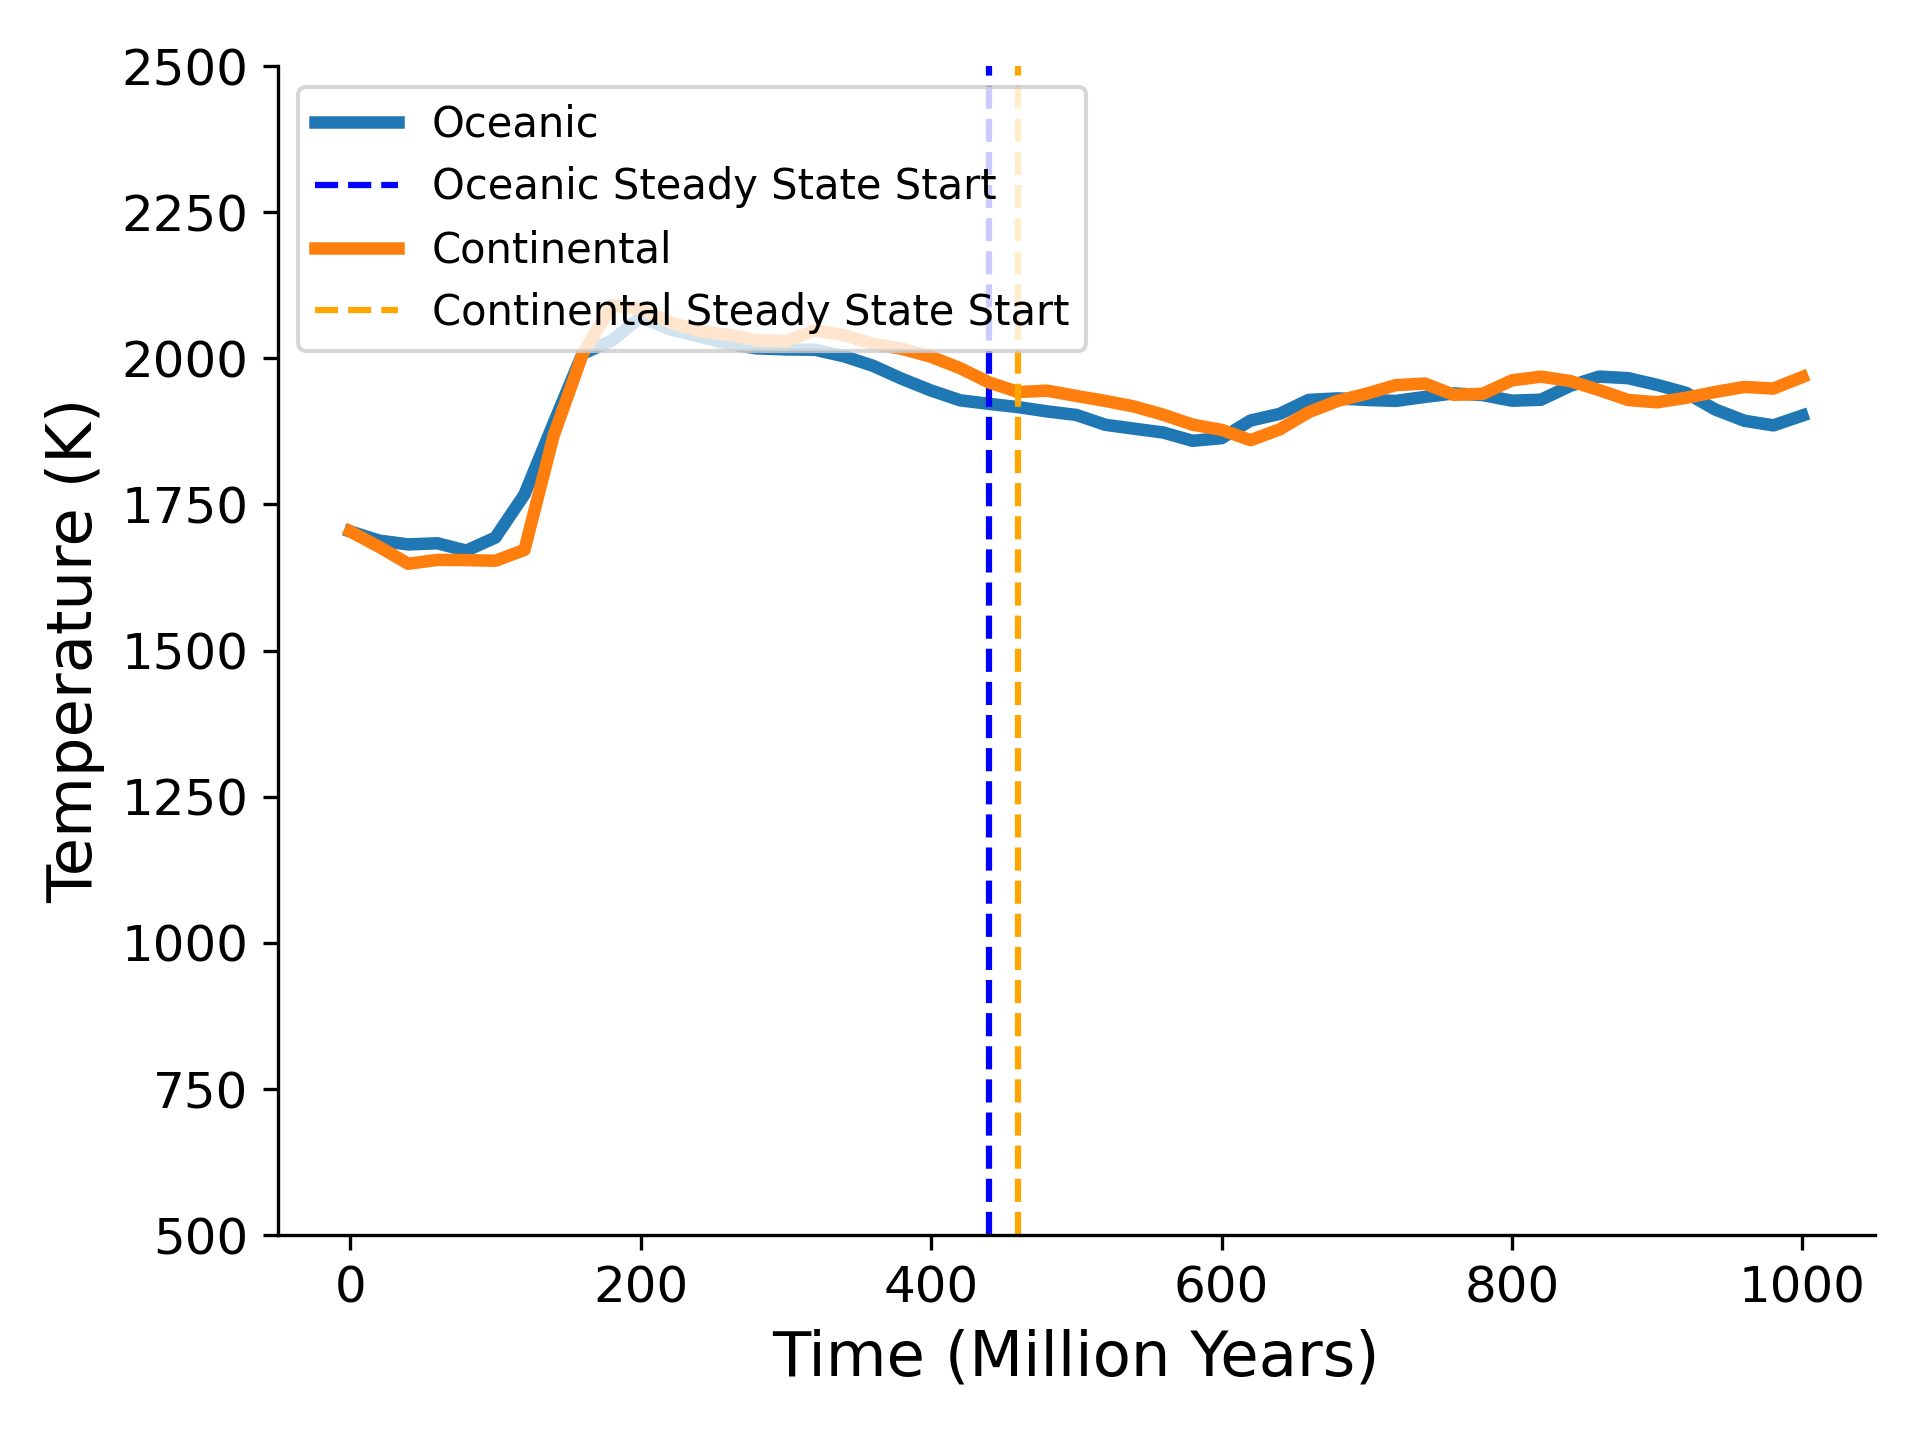 2500
2250
2000
1750
1500
1250
1000
750
500
Temperature (K)
Oceanic
Oceanic Steady State Start
Continental
Continental Steady State Start
0 200 400 600 800 1000
Time (Million Years)